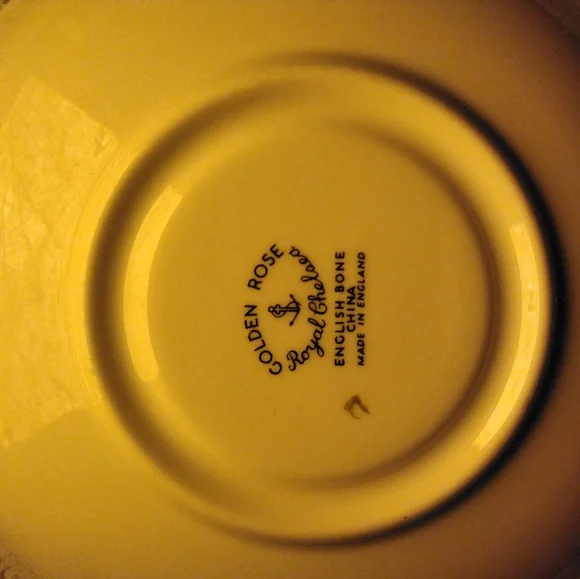 GOLDEN ROSE
Royal Chelsea
ENGLISH BONE
CHINA
MADE IN ENGLAND